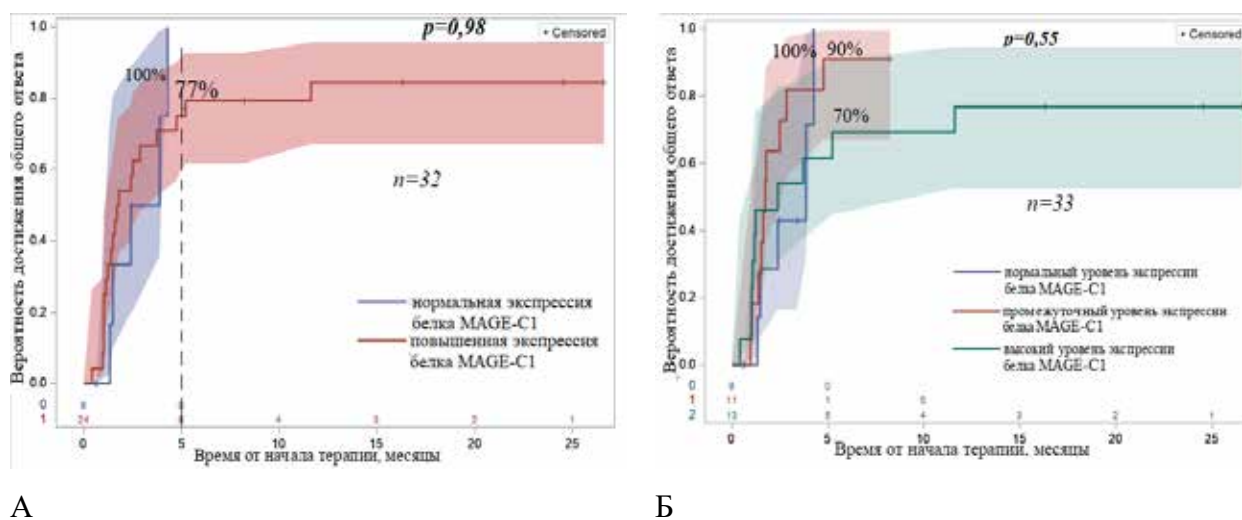 Вероятность достижения общего ответа
1.0
0.8
0.6
0.4
0.2
0.0
p=0,98
+ Censored
100%
77%
n=32
нормальная экспрессия
белка MAGE-C1
повышенная экспрессия
белка MAGE-C1
0
1 24 4 1
0 5 10 15 20 25
Время от начала терапии, месяцы
А
Вероятность достижения общего ответа
1.0
0.8
0.6
0.4
0.2
0.0
p=0,55
+ Censored
100% 90%
70%
n=33
нормальный уровень экспрессии
белка MAGE-C1
промежуточный уровень экспрессии
белка MAGE-C1
высокий уровень экспрессии
белка MAGE-C1
0 0
1 11 1
2 13 4 3 2 1
0 5 10 15 20 25
Время от начала терапии, месяцы
Б